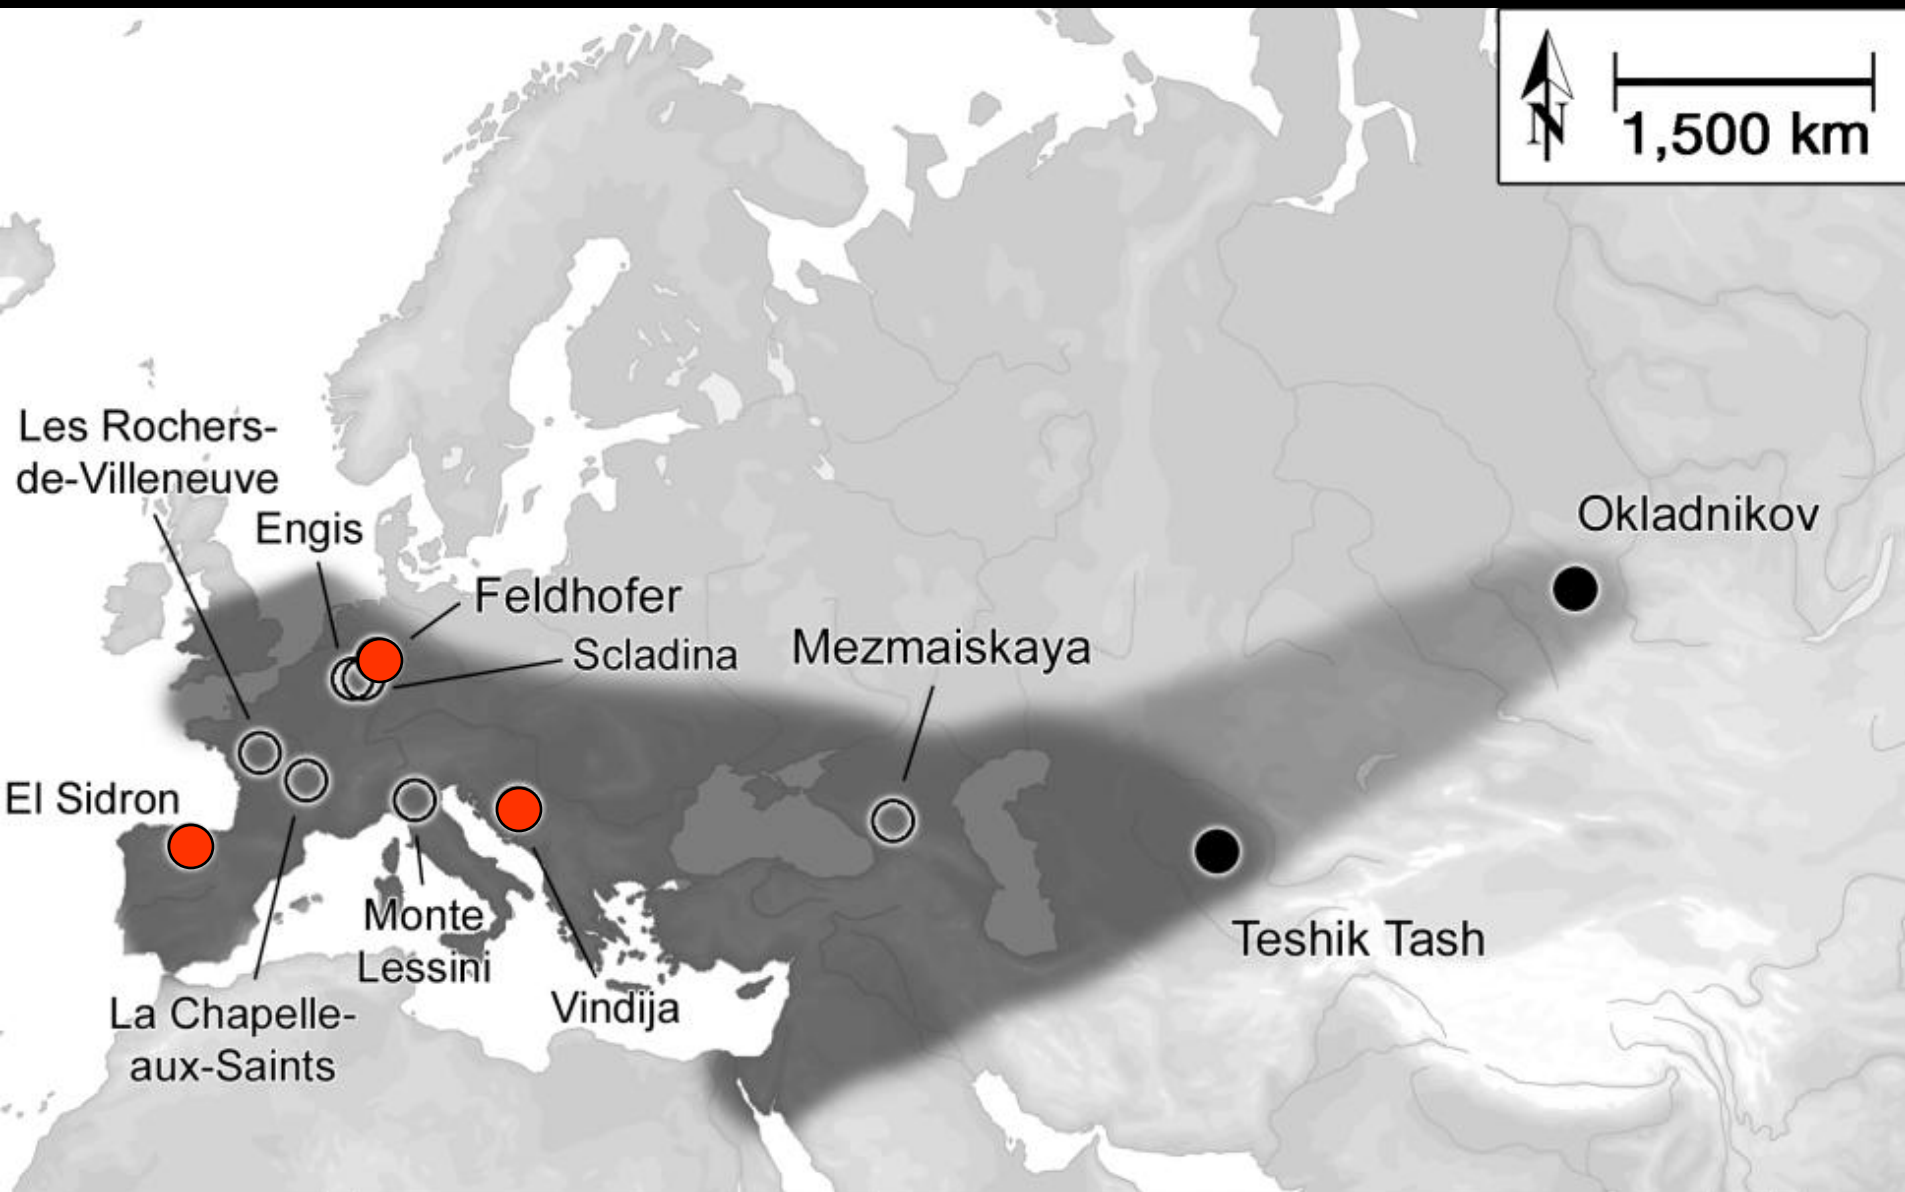 N
1,500 km
Les Rochers-
de-Villeneuve
Engis
Feldhofer
Scladina
Mezmaiskaya
Okladnikov
El Sidron
Monte
Lessini
Vindija
La Chapelle-
aux-Saints
Teshik Tash